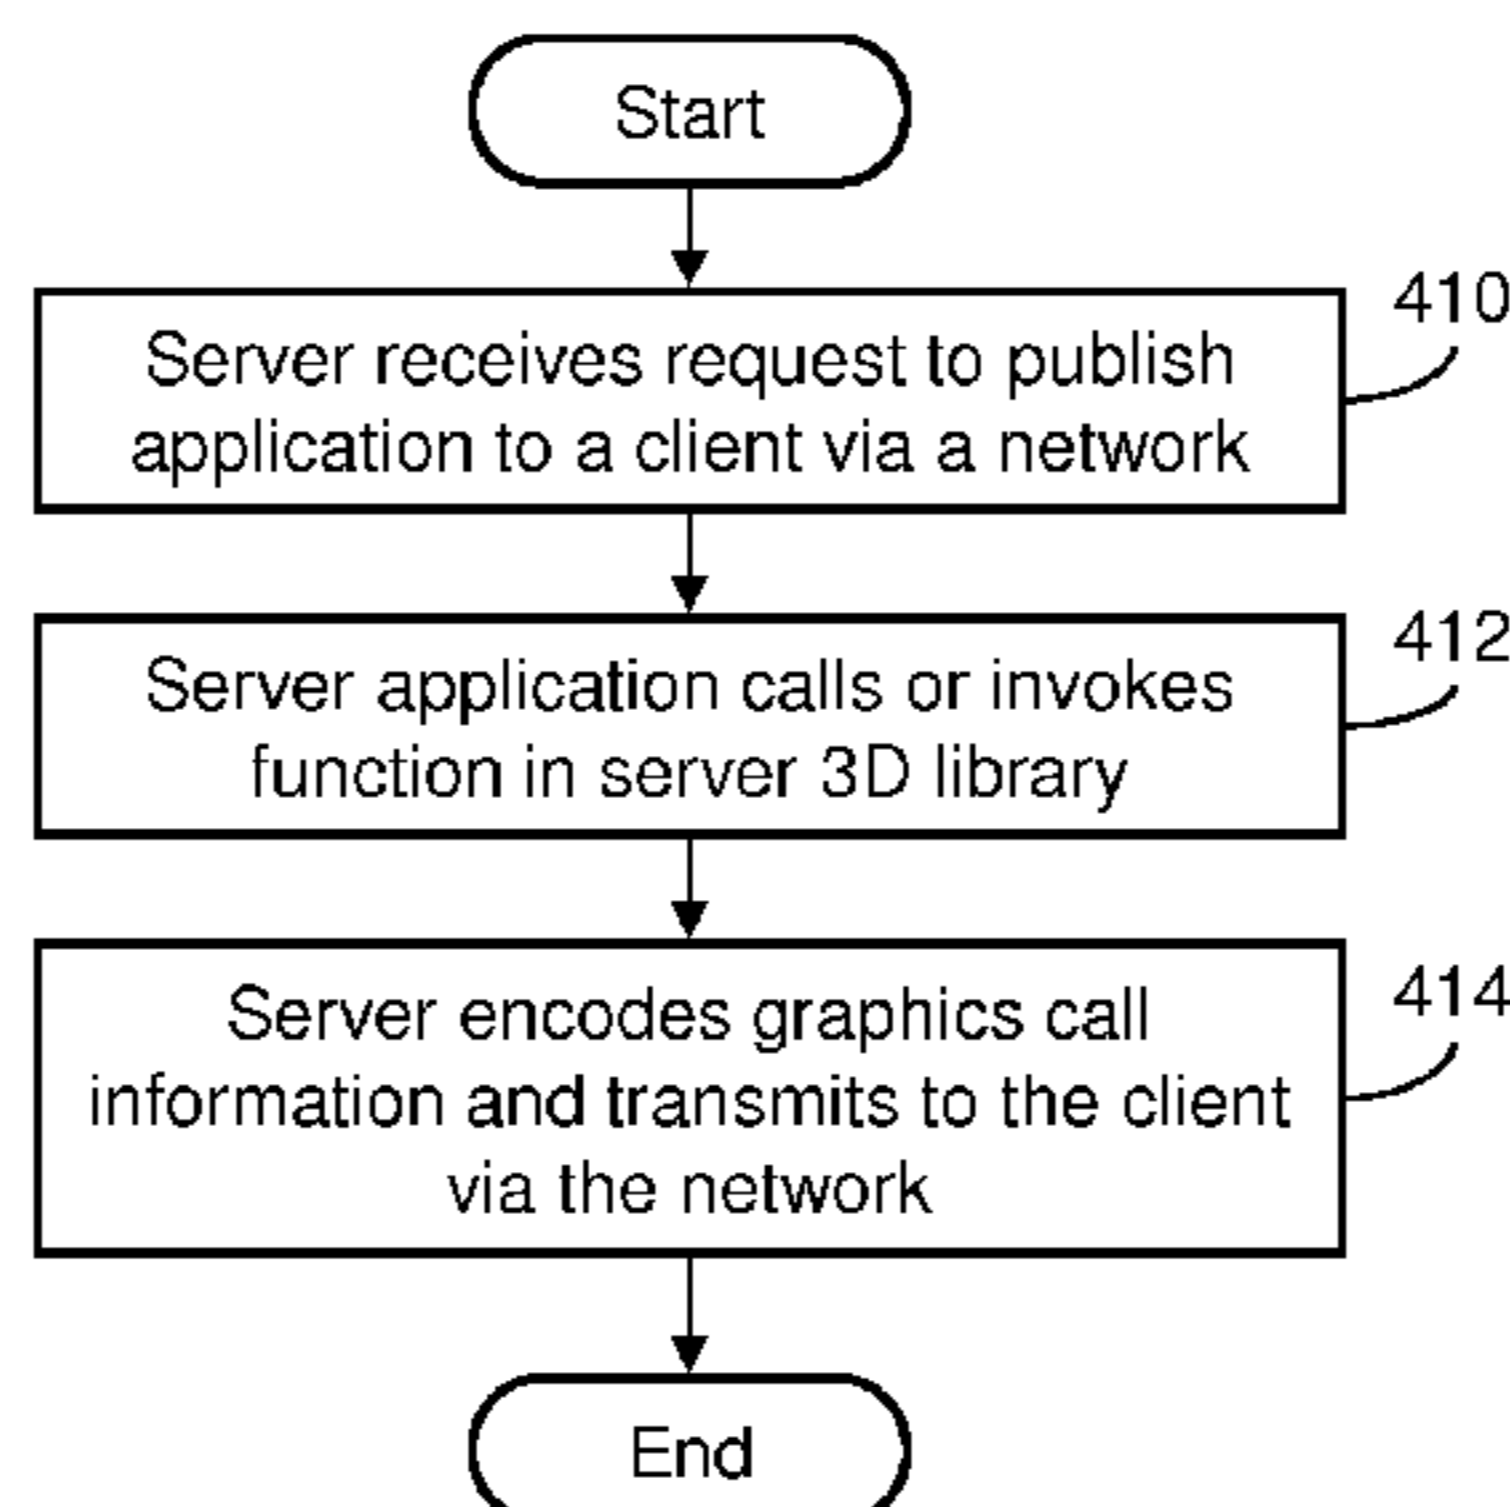 Start
410
Server receives request to publish
application to a client via a network
412
Server application calls or invokes
function in server 3D library
414
Server encodes graphics call
information and transmits to the client
via the network
End